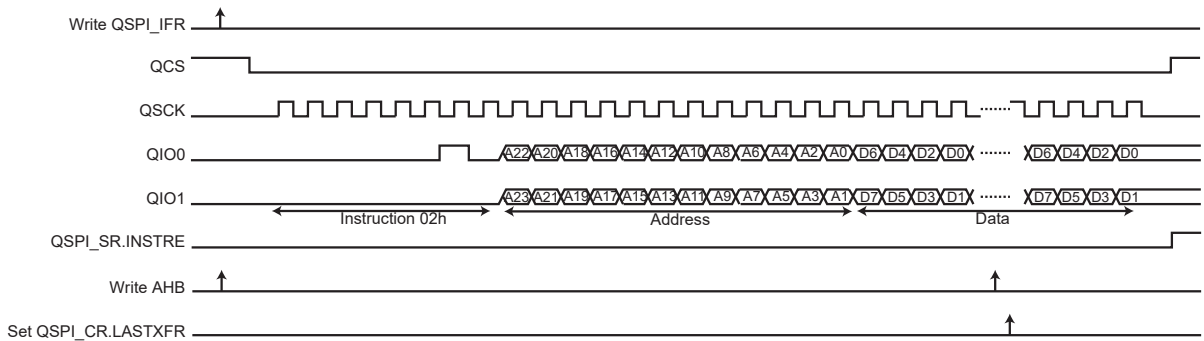 Write QSPI_IFR
QCS
QSCK
QIO0 A22 A20 A18 A16 A14 A12 A10 A8 A6 A4 A2 A0 D6 D4 D2 D0 D6 D4 D2 D0
QIO1 A23 A21 A19 A17 A15 A13 A11 A9 A7 A5 A3 A1 D7 D5 D3 D1 D7 D5 D3 D1
Instruction 02h Address Data
QSPI_SR.INSTRE
Write AHB
Set QSPI_CR.LASTXFR